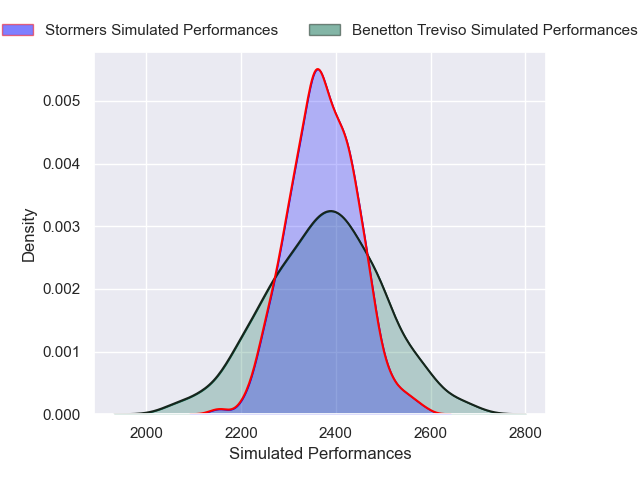 Stormers Simulated Performances
Benetton Treviso Simulated Performances
0.005
0.004
0.003
0.002
0.001
0.000
Density
2000 2200 2400 2600 2800
Simulated Performances